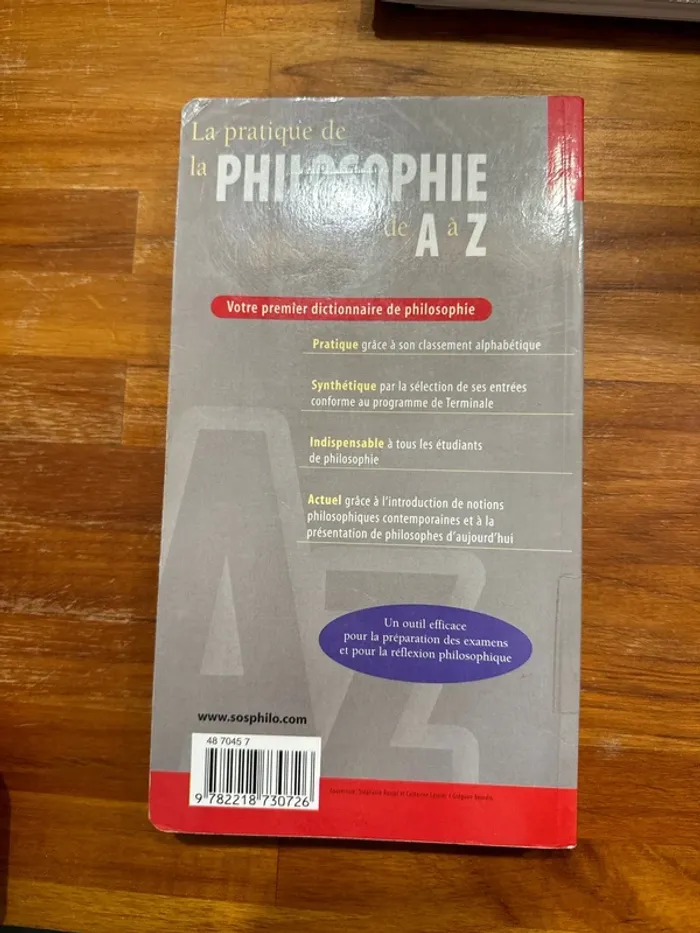 La pratique de
la PHILOSOPHIE
de A à Z
Votre premier dictionnaire de philosophie
Pratique grâce à son classement alphabétique
Synthétique par la sélection de ses entrées
conforme au programme de Terminale
Indispensable à tous les étudiants
de philosophie
Actuel grâce à l'introduction de notions
philosophiques contemporaines et à la
présentation de philosophes d'aujourd'hui
AZ
Un outil efficace
pour la préparation des examens
et pour la réflexion philosophique
www.sosphilo.com
48 7045 7
9 782218 730726